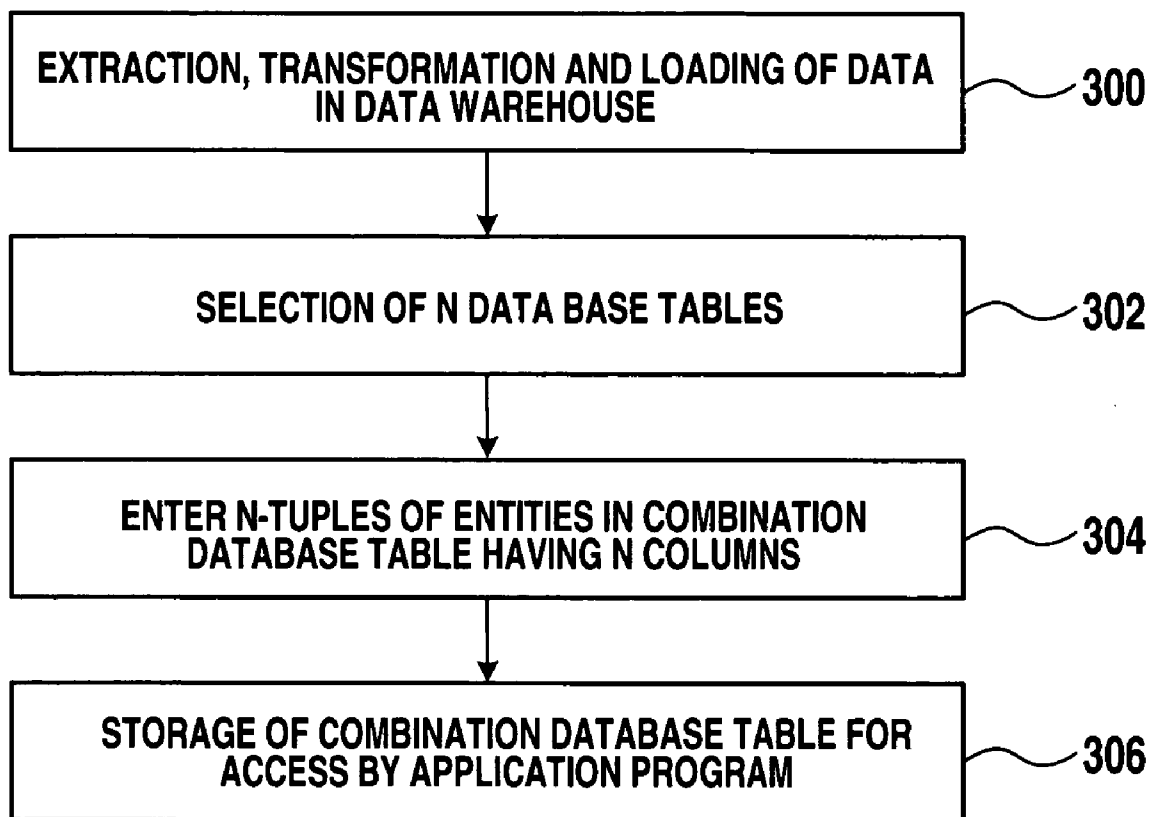 EXTRACTION, TRANSFORMATION AND LOADING OF DATA
IN DATA WAREHOUSE
300
SELECTION OF N DATA BASE TABLES
302
ENTER N-TUPLES OF ENTITIES IN COMBINATION
DATABASE TABLE HAVING N COLUMNS
304
STORAGE OF COMBINATION DATABASE TABLE FOR
ACCESS BY APPLICATION PROGRAM
306